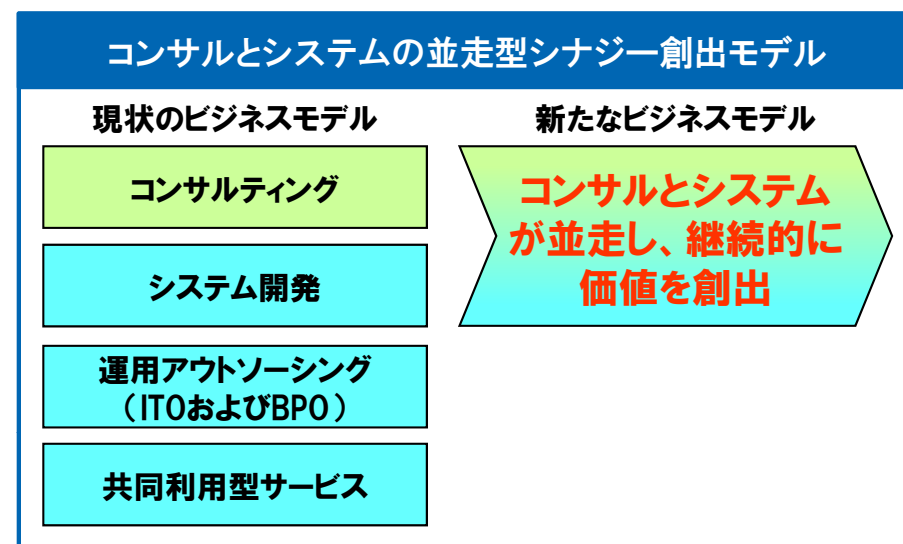 コンサルとシステムの並走型シナジー創出モデル
現状のビジネスモデル
コンサルティング
システム開発
運用アウトソーシング
（ITOおよびBPO）
共同利用型サービス
新たなビジネスモデル
コンサルとシステム
が並走し、継続的に
価値を創出